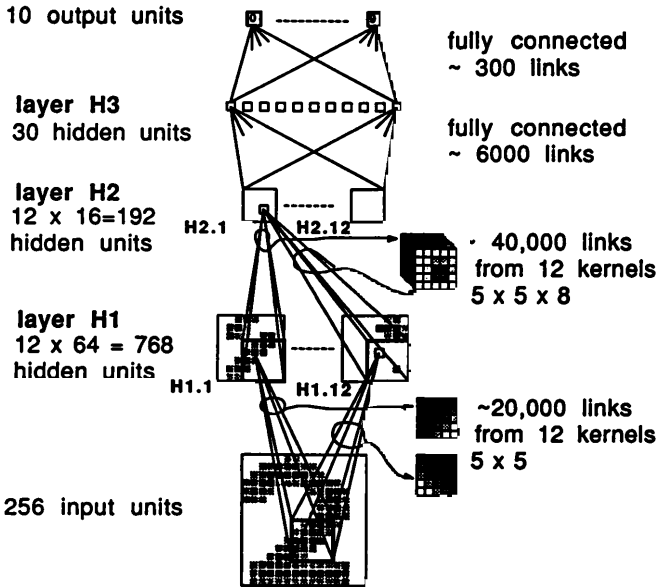 10 output units
fully connected
~ 300 links
layer H3
30 hidden units
fully connected
~ 6000 links
layer H2
12 x 16=192
hidden units
H2.1
H2.12
~ 40,000 links
from 12 kernels
5 x 5 x 8
layer H1
12 x 64 = 768
hidden units
H1.1
H1.12
~20,000 links
from 12 kernels
5 x 5
256 input units